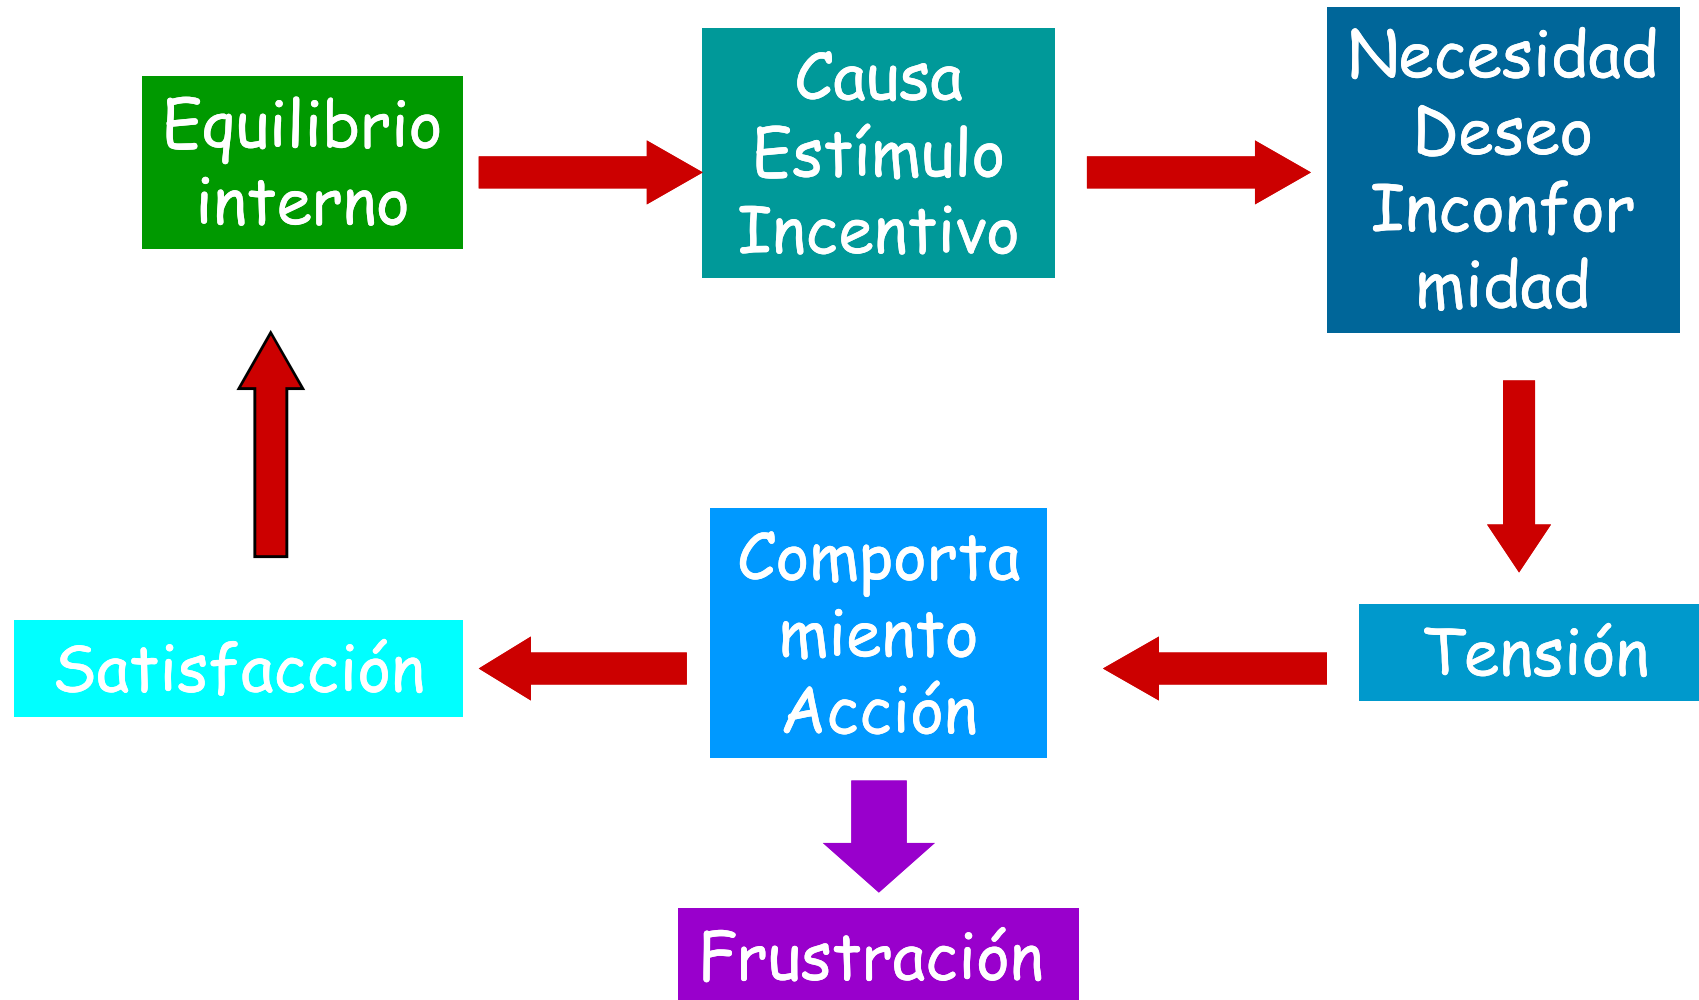 Equilibrio
interno
Causa
Estímulo
Incentivo
Necesidad
Deseo
Inconfor
midad
Tensión
Comporta
miento
Acción
Satisfacción
Frustración